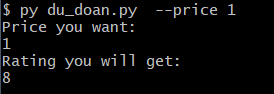 $ py du_doan.py  --price 1
Price you want:
1
Rating you will get:
8